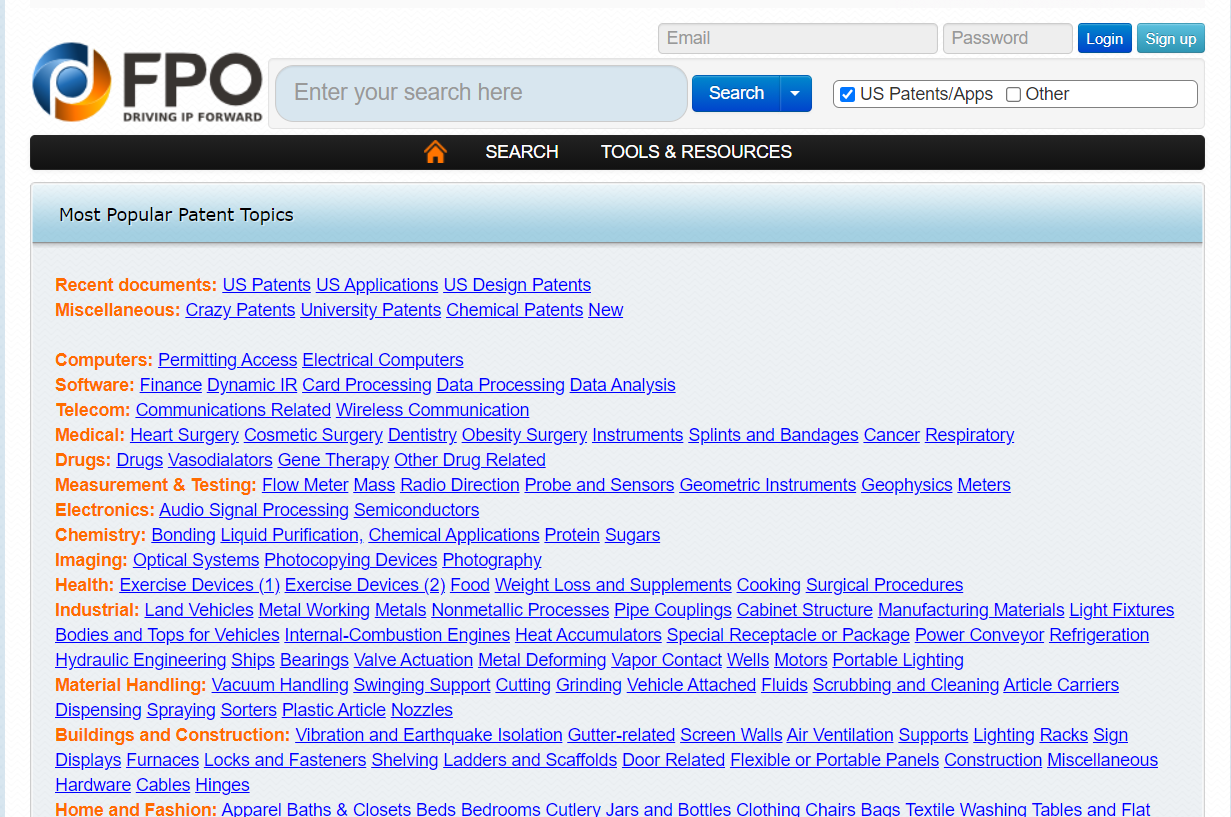 Email Password Login Sign up
FPO
DRIVING IP FORWARD
Enter your search here Search US Patents/Apps Other
SEARCH TOOLS & RESOURCES
Most Popular Patent Topics
Recent documents: US Patents US Applications US Design Patents
Miscellaneous: Crazy Patents University Patents Chemical Patents New
Computers: Permitting Access Electrical Computers
Software: Finance Dynamic IR Card Processing Data Processing Data Analysis
Telecom: Communications Related Wireless Communication
Medical: Heart Surgery Cosmetic Surgery Dentistry Obesity Surgery Instruments Splints and Bandages Cancer Respiratory
Drugs: Drugs Vasodialators Gene Therapy Other Drug Related
Measurement & Testing: Flow Meter Mass Radio Direction Probe and Sensors Geometric Instruments Geophysics Meters
Electronics: Audio Signal Processing Semiconductors
Chemistry: Bonding Liquid Purification, Chemical Applications Protein Sugars
Imaging: Optical Systems Photocopying Devices Photography
Health: Exercise Devices (1) Exercise Devices (2) Food Weight Loss and Supplements Cooking Surgical Procedures
Industrial: Land Vehicles Metal Working Metals Nonmetallic Processes Pipe Couplings Cabinet Structure Manufacturing Materials Light Fixtures
Bodies and Tops for Vehicles Internal-Combustion Engines Heat Accumulators Special Receptacle or Package Power Conveyor Refrigeration
Hydraulic Engineering Ships Bearings Valve Actuation Metal Deforming Vapor Contact Wells Motors Portable Lighting
Material Handling: Vacuum Handling Swinging Support Cutting Grinding Vehicle Attached Fluids Scrubbing and Cleaning Article Carriers
Dispensing Spraying Sorters Plastic Article Nozzles
Buildings and Construction: Vibration and Earthquake Isolation Gutter-related Screen Walls Air Ventilation Supports Lighting Racks Sign
Displays Furnaces Locks and Fasteners Shelving Ladders and Scaffolds Door Related Flexible or Portable Panels Construction Miscellaneous
Hardware Cables Hinges
Home and Fashion: Apparel Baths & Closets Beds Bedrooms Cutlery Jars and Bottles Clothing Chairs Bags Textile Washing Tables and Flat